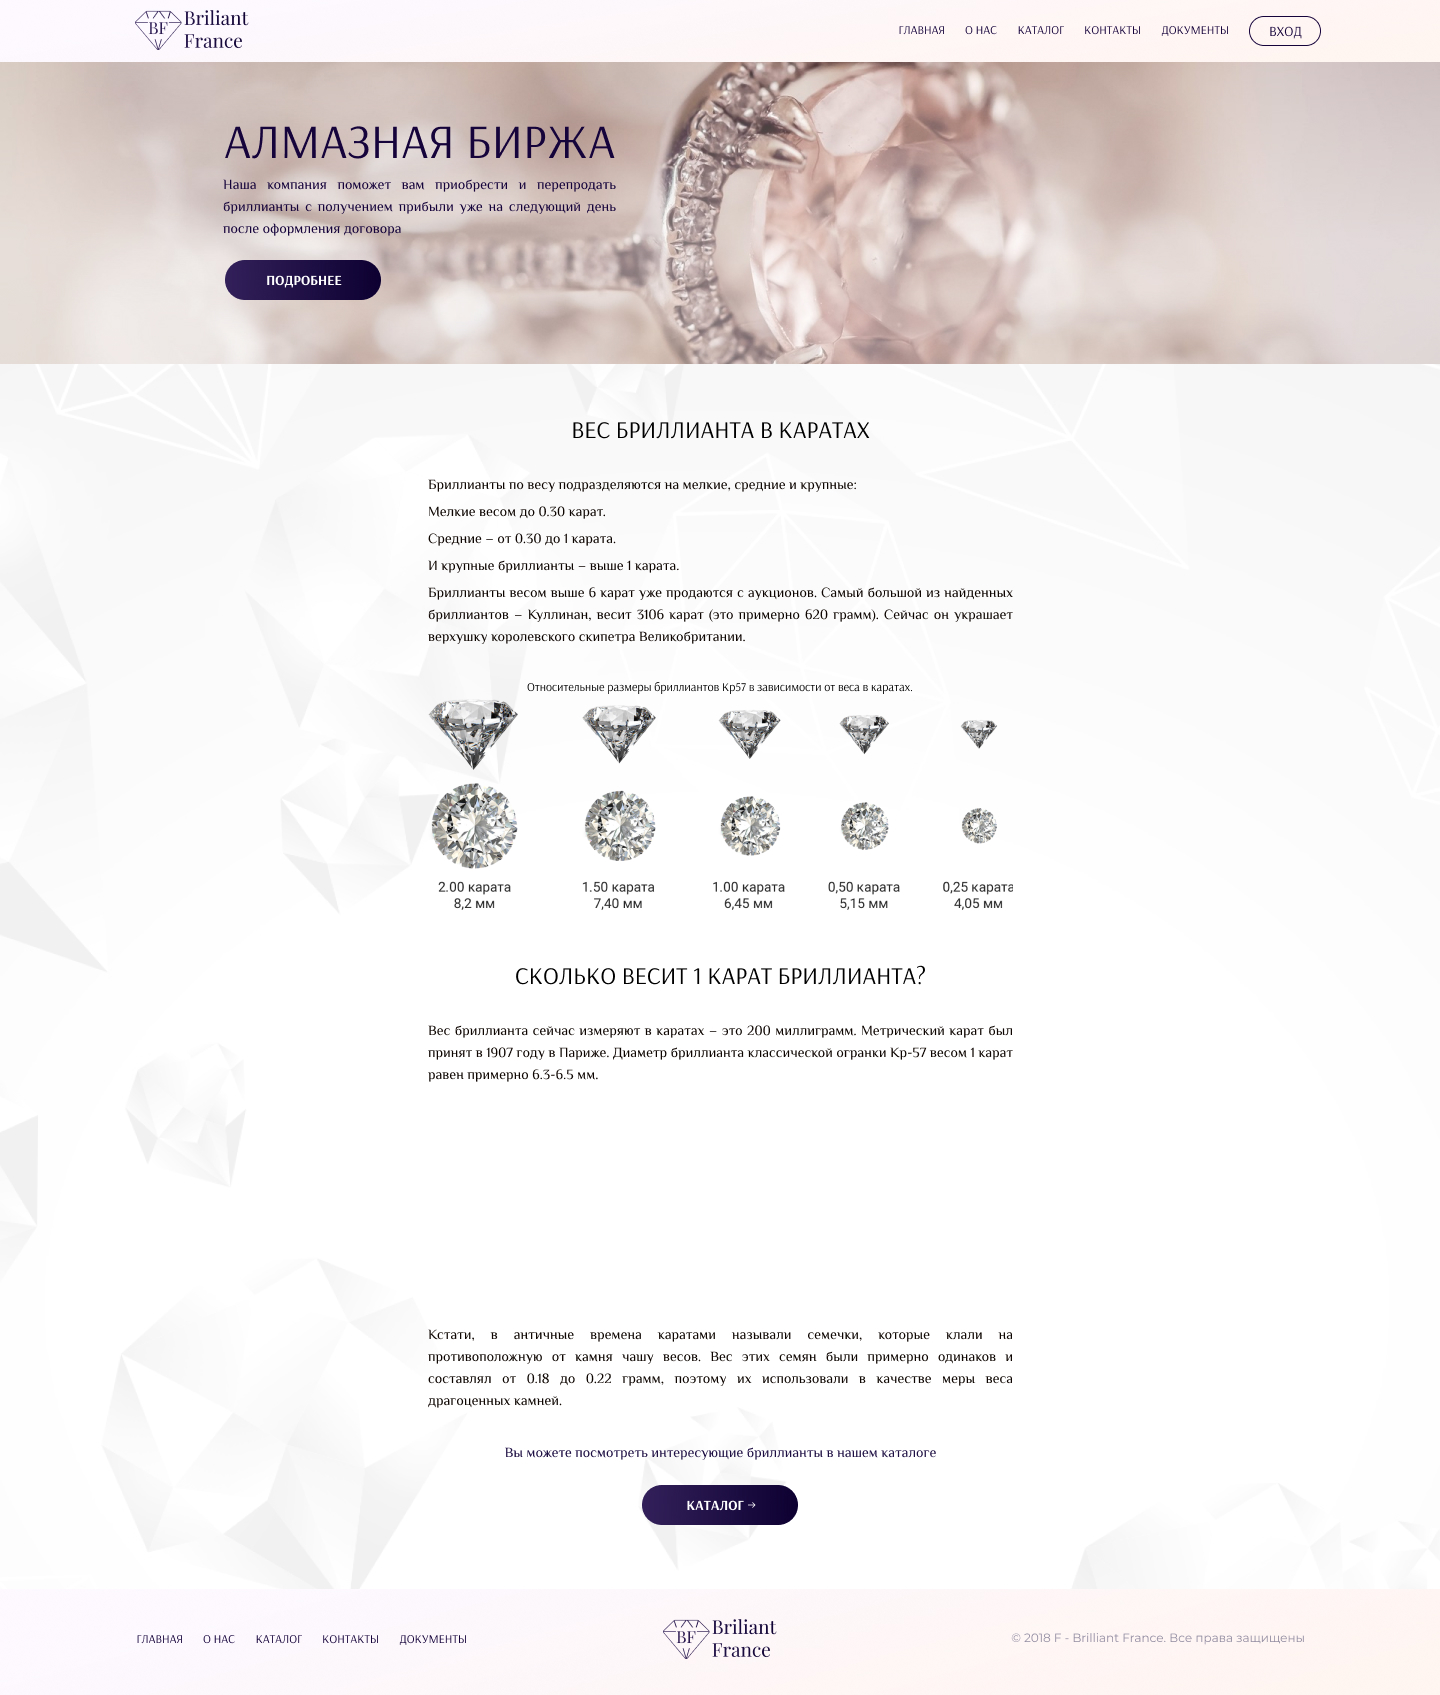 BF
Briliant
France
ГЛАВНАЯ О НАС КАТАЛОГ КОНТАКТЫ ДОКУМЕНТЫ ВХОД
АЛМАЗНАЯ БИРЖА
Наша компания поможет вам приобрести и перепродать
бриллианты с получением прибыли уже на следующий день
после оформления договора
ПОДРОБНЕЕ
ВЕС БРИЛЛИАНТА В КАРАТАХ
Бриллианты по весу подразделяются на мелкие, средние и крупные:
Мелкие весом до 0.30 карат.
Средние – от 0.30 до 1 карата.
И крупные бриллианты – выше 1 карата.
Бриллианты весом выше 6 карат уже продаются с аукционов. Самый большой из найденных
бриллиантов – Куллинан, весит 3106 карат (это примерно 620 грамм). Сейчас он украшает
верхушку королевского скипетра Великобритании.
Относительные размеры бриллиантов Кр57 в зависимости от веса в каратах.
2.00 карата 1.50 карата 1.00 карата 0,50 карата 0,25 карата
8,2 мм 7,40 мм 6,45 мм 5,15 мм 4,05 мм
СКОЛЬКО ВЕСИТ 1 КАРАТ БРИЛЛИАНТА?
Вес бриллианта сейчас измеряют в каратах – это 200 миллиграмм. Метрический карат был
принят в 1907 году в Париже. Диаметр бриллианта классической огранки Кр-57 весом 1 карат
равен примерно 6.3-6.5 мм.
Кстати, в античные времена каратами называли семечки, которые клали на
противоположную от камня чашу весов. Вес этих семян были примерно одинаков и
составлял от 0.18 до 0.22 грамм, поэтому их использовали в качестве меры веса
драгоценных камней.
Вы можете посмотреть интересующие бриллианты в нашем каталоге
КАТАЛОГ →
ГЛАВНАЯ О НАС КАТАЛОГ КОНТАКТЫ ДОКУМЕНТЫ
BF
Briliant
France
© 2018 F - Brilliant France. Все права защищены